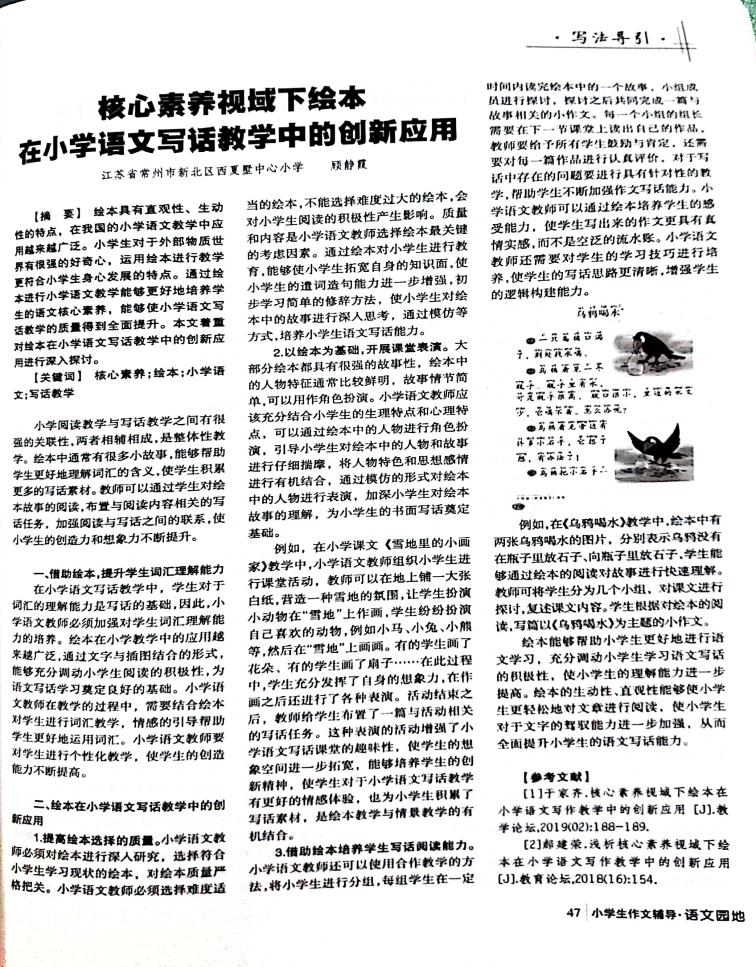 ·写法导引·
核心素养视域下绘本
在小学语文写话教学中的创新应用
江苏省常州市新北区西夏墅中心小学 顾静霞
【摘 要】 绘本具有直观性、生动
性的特点，在我国的小学语文教学中应
用越来越广泛。小学生对于外部物质世
界有很强的好奇心，运用绘本进行教学
更符合小学生身心发展的特点。通过绘
本进行小学语文教学能够更好地培养学
生的语文核心素养，能够使小学语文写
话教学的质量得到全面提升。本文着重
对绘本在小学语文写话教学中的创新应
用进行深入探讨。
【关键词】 核心素养；绘本；小学语
文；写话教学
小学阅读教学与写话教学之间有很
强的关联性，两者相辅相成，是整体性教
学。绘本中通常有很多小故事，能够帮助
学生更好地理解词汇的含义，使学生积累
更多的写话素材。教师可以通过学生对绘
本故事的阅读，布置与阅读内容相关的写
话任务，加强阅读与写话之间的联系，使
小学生的创造力和想象力不断提升。
一、借助绘本，提升学生词汇理解能力
在小学语文写话教学中，学生对于
词汇的理解能力是写话的基础，因此，小
学语文教师必须加强对学生词汇理解能
力的培养。绘本在小学教学中的应用越
来越广泛，通过文字与插图结合的形式，
能够充分调动小学生阅读的积极性，为
语文写话学习奠定良好的基础。小学语
文教师在教学的过程中，需要结合绘本
对学生进行词汇教学，情感的引导帮助
学生更好地运用词汇。小学语文教师要
对学生进行个性化教学，使学生的创造
能力不断提高。
二、绘本在小学语文写话教学中的创
新应用
1.提高绘本选择的质量。小学语文教
师必须对绘本进行深入研究，选择符合
小学生学习现状的绘本，对绘本质量严
格把关。小学语文教师必须选择难度适
当的绘本，不能选择难度过大的绘本，会
对小学生阅读的积极性产生影响。质量
和内容是小学语文教师选择绘本最关键
的考虑因素。通过绘本对小学生进行教
育，能够使小学生拓宽自身的知识面，使
小学生的遣词造句能力进一步增强，初
步学习简单的修辞方法，使小学生对绘
本中的故事进行深入思考，通过模仿等
方式，培养小学生语文写话能力。
2.以绘本为基础，开展课堂表演。大
部分绘本都具有很强的故事性，绘本中
的人物特征通常比较鲜明，故事情节简
单，可以用作角色扮演。小学语文教师应
该充分结合小学生的生理特点和心理特
点，可以通过绘本中的人物进行角色扮
演，引导小学生对绘本中的人物和故事
进行仔细揣摩，将人物特色和思想感情
进行有机结合，通过模仿的形式对绘本
中的人物进行表演，加深小学生对绘本
故事的理解，为小学生的书面写话奠定
基础。
例如，在小学课文《雪地里的小画
家》教学中，小学语文教师组织小学生进
行课堂活动，教师可以在地上铺一大张
白纸，营造一种雪地的氛围，让学生扮演
小动物在“雪地”上作画，学生纷纷扮演
自己喜欢的动物，例如小马、小兔、小熊
等，然后在“雪地”上画画。有的学生画了
花朵、有的学生画了扇子……在此过程
中，学生充分发挥了自身的想象力，在作
画之后还进行了各种表演。活动结束之
后，教师给学生布置了一篇与活动相关
的写话任务。这种表演的活动增强了小
学语文写话课堂的趣味性，使学生的想
象空间进一步拓宽，能够培养学生的创
新精神，使学生对于小学语文写话教学
有更好的情感体验，也为小学生积累了
写话素材，是绘本教学与情景教学的有
机结合。
3.借助绘本培养学生写话阅读能力。
小学语文教师还可以使用合作教学的方
法，将小学生进行分组，每组学生在一定
时间内读完绘本中的一个故事，小组成
员进行探讨，探讨之后共同完成一篇与
故事相关的小作文。每一个小组的组长
需要在下一节课堂上读出自己的作品，
教师要给予所有学生鼓励与肯定，还需
要对每一篇作品进行认真评价，对于写
话中存在的问题要进行具有针对性的教
学，帮助学生不断加强作文写话能力。小
学语文教师可以通过绘本培养学生的感
受能力，使学生写出来的作文更具有真
情实感，而不是空泛的流水账。小学语文
教师还需要对学生的学习技巧进行培
养，使学生的写话思路更清晰，增强学生
的逻辑构建能力。
乌鸦喝水
例如，在《乌鸦喝水》教学中，绘本中有
两张乌鸦喝水的图片，分别表示乌鸦没有
在瓶子里放石子、向瓶子里放石子，学生能
够通过绘本的阅读对故事进行快速理解。
教师可将学生分为几个小组，对课文进行
探讨，复述课文内容。学生根据对绘本的阅
读，写篇以《乌鸦喝水》为主题的小作文。
绘本能够帮助小学生更好地进行语
文学习，充分调动小学生学习语文写话
的积极性，使小学生的理解能力进一步
提高。绘本的生动性、直观性能够使小学
生更轻松地对文章进行阅读，使小学生
对于文字的驾驭能力进一步加强，从而
全面提升小学生的语文写话能力。
【参考文献】
[1]于家齐.核心素养视域下绘本在
小学语文写作教学中的创新应用 [J].教
学论坛,2019(02):188-189.
[2]郝建荣.浅析核心素养视域下绘
本在小学语文写作教学中的创新应用
[J].教育论坛,2018(16):154.
47 小学生作文辅导·语文园地